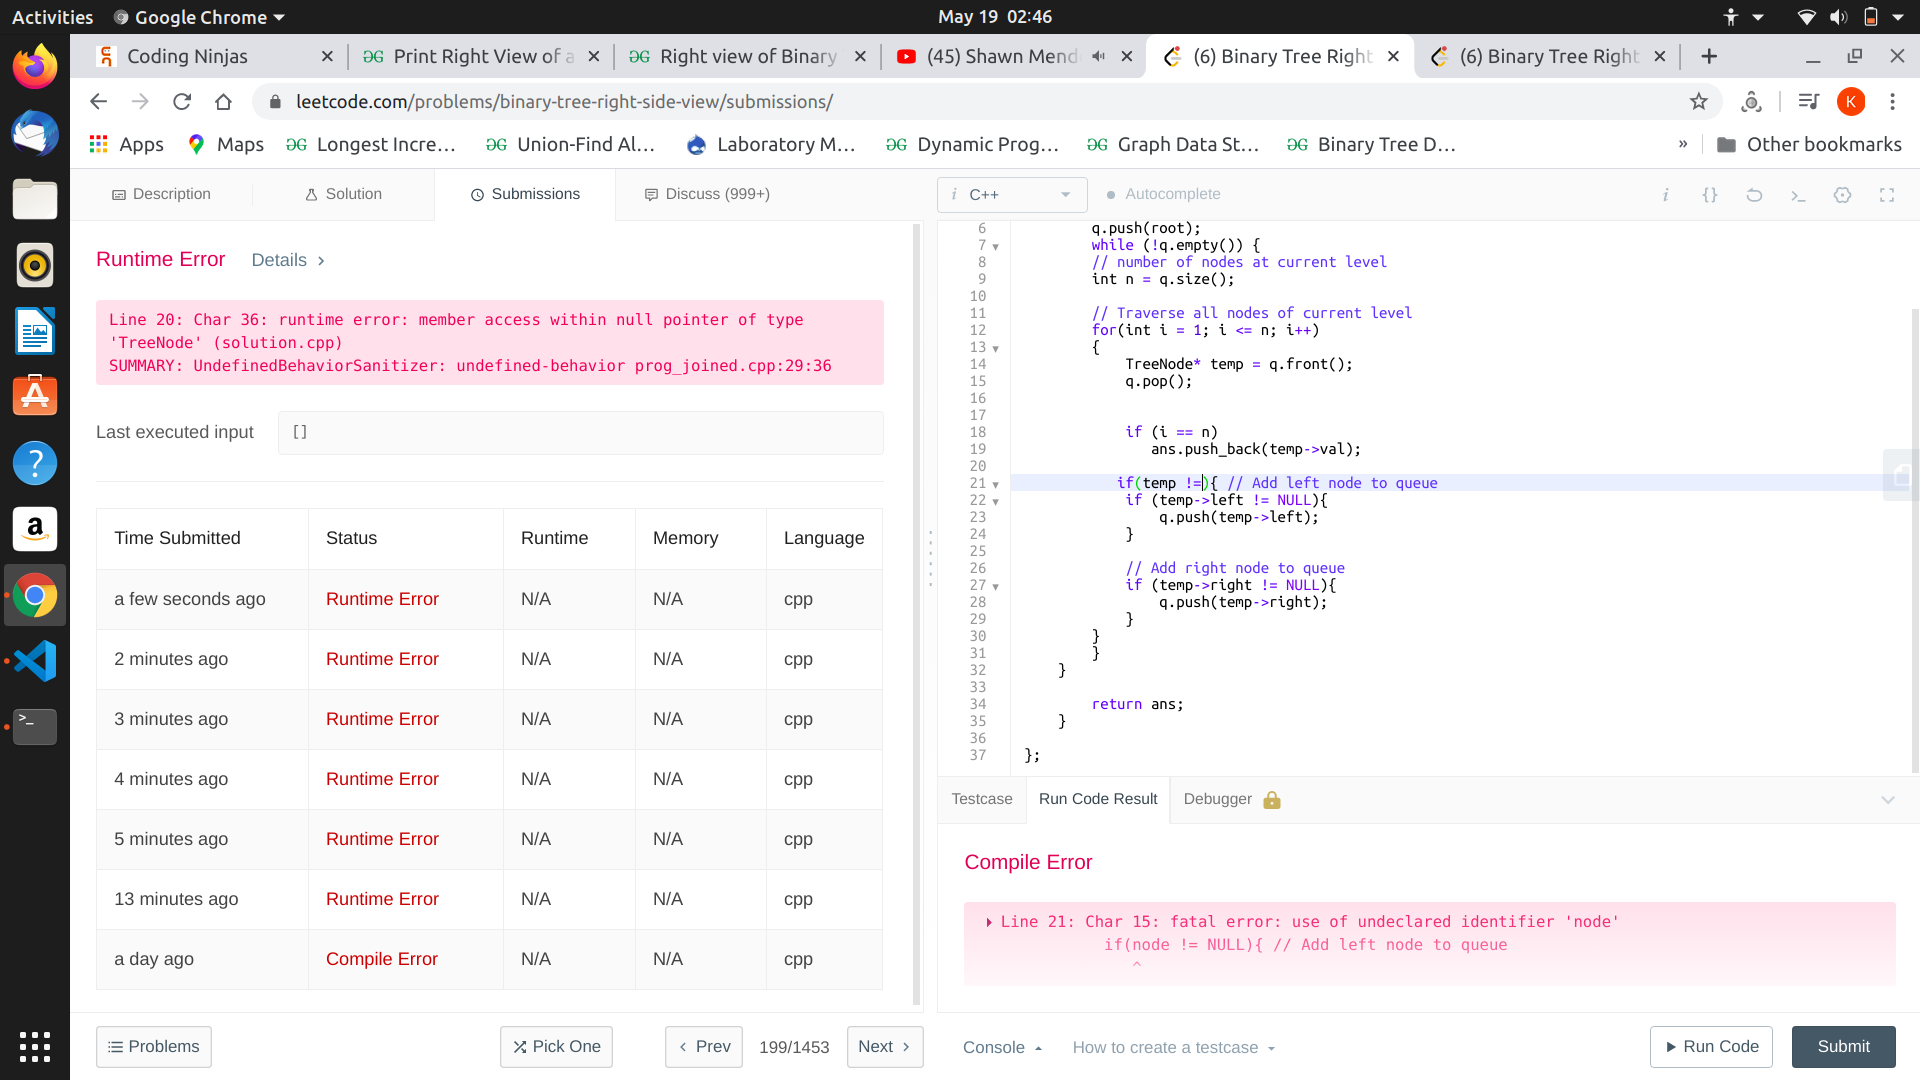 Activities
Google Chrome
May 19 02:46
Coding Ninjas
Print Right View of a
Right view of Binary
(45) Shawn Mend
(6) Binary Tree Right
(6) Binary Tree Right
leetcode.com/problems/binary-tree-right-side-view/submissions/
K
Apps
Maps
Longest Incre...
Union-Find Al...
Laboratory M...
Dynamic Prog...
Graph Data St...
Binary Tree D...
»
Other bookmarks
Description
Solution
Submissions
Discuss (999+)
i C++
Autocomplete
Runtime Error
Details
Line 20: Char 36: runtime error: member access within null pointer of type
'TreeNode' (solution.cpp)
SUMMARY: UndefinedBehaviorSanitizer: undefined-behavior prog_joined.cpp:29:36
Last executed input
[]
Time Submitted Status Runtime Memory Language
a few seconds ago Runtime Error N/A N/A cpp
2 minutes ago Runtime Error N/A N/A cpp
3 minutes ago Runtime Error N/A N/A cpp
4 minutes ago Runtime Error N/A N/A cpp
5 minutes ago Runtime Error N/A N/A cpp
13 minutes ago Runtime Error N/A N/A cpp
a day ago Compile Error N/A N/A cpp
Problems
Pick One
Prev
199/1453
Next
6 q.push(root);
7 while (!q.empty()) {
8 // number of nodes at current level
9 int n = q.size();
10
11 // Traverse all nodes of current level
12 for(int i = 1; i <= n; i++)
13 {
14 TreeNode* temp = q.front();
15 q.pop();
16
17
18 if (i == n)
19 ans.push_back(temp->val);
20
21 if(temp !=){ // Add left node to queue
22 if (temp->left != NULL){
23 q.push(temp->left);
24 }
25
26 // Add right node to queue
27 if (temp->right != NULL){
28 q.push(temp->right);
29 }
30 }
31 }
32 }
33
34 return ans;
35 }
36
37 };
Testcase
Run Code Result
Debugger
Compile Error
Line 21: Char 15: fatal error: use of undeclared identifier 'node'
if(node != NULL){ // Add left node to queue
^
Console
How to create a testcase
Run Code
Submit